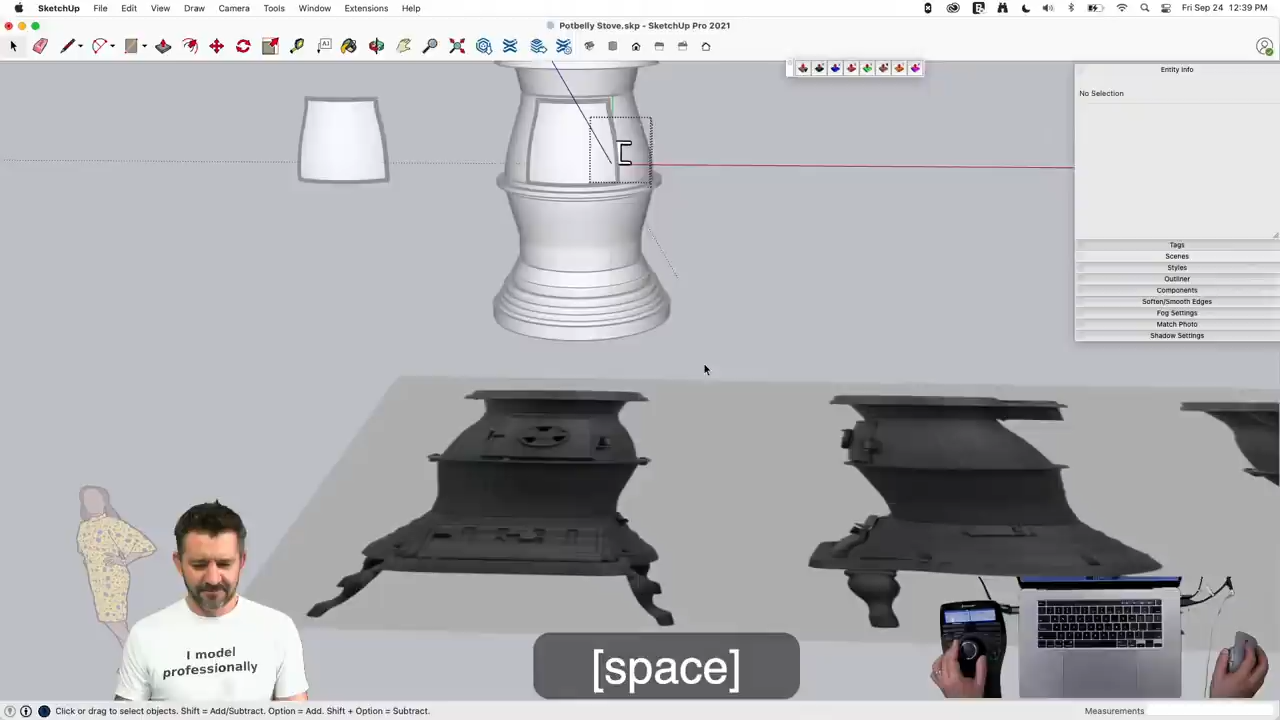 SketchUp File Edit View Draw Camera Tools Window Extensions Help
Fri Sep 24 12:39 PM
Potbelly Stove.skp - SketchUp Pro 2021
Entity Info
No Selection
Tags
Scenes
Styles
Outliner
Components
Soften/Smooth Edges
Fog Settings
Match Photo
Shadow Settings
I model
professionally
[space]
Click or drag to select objects. Shift = Add/Subtract. Option = Add. Shift + Option = Subtract.
Measurements